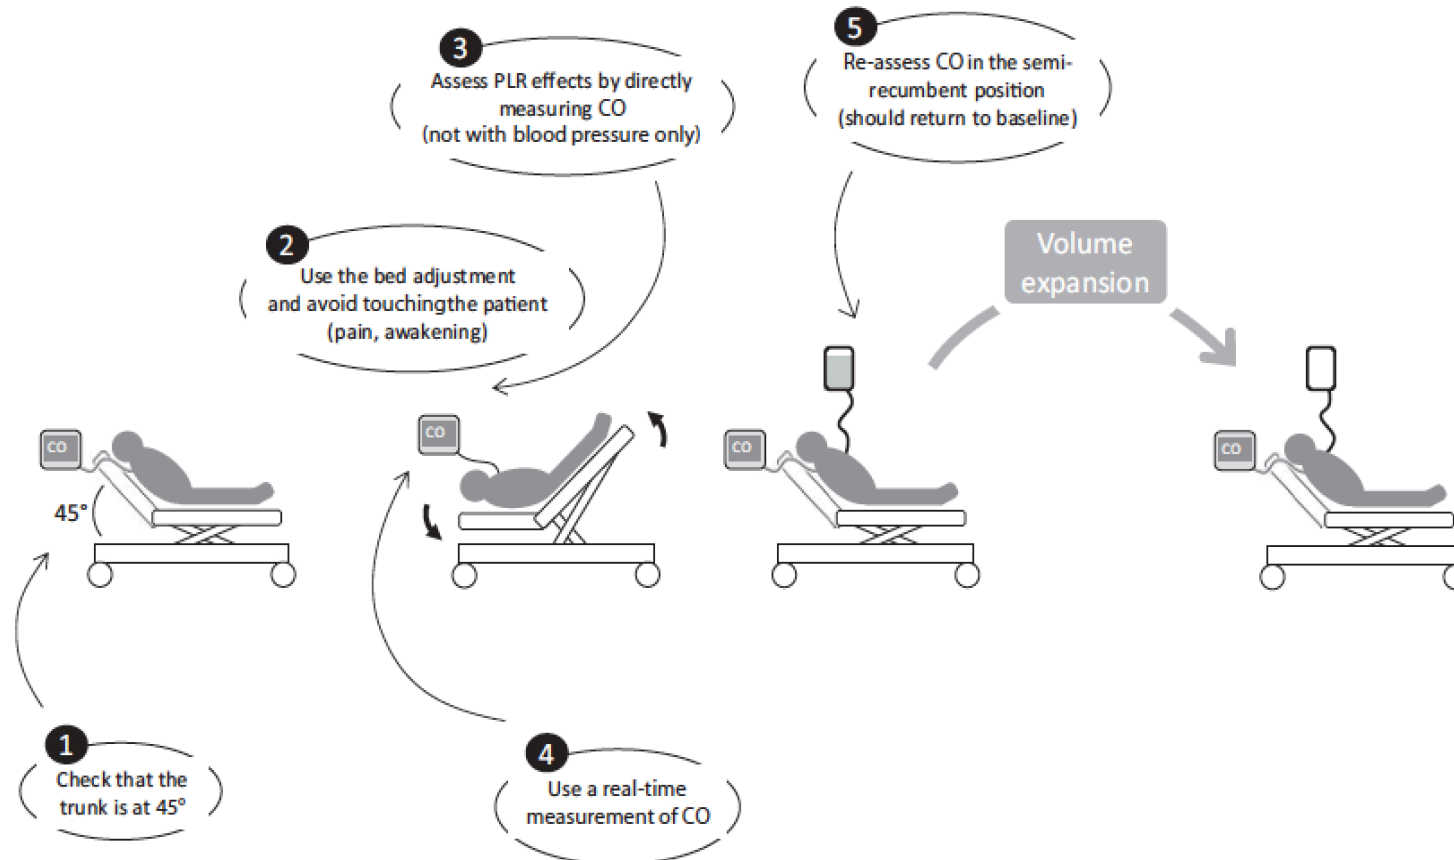 1
Check that the
trunk is at 45°
2
Use the bed adjustment
and avoid touchingthe patient
(pain, awakening)
3
Assess PLR effects by directly
measuring CO
(not with blood pressure only)
4
Use a real-time
measurement of CO
5
Re-assess CO in the semi-
recumbent position
(should return to baseline)
Volume
expansion
CO
45°
CO
CO
CO